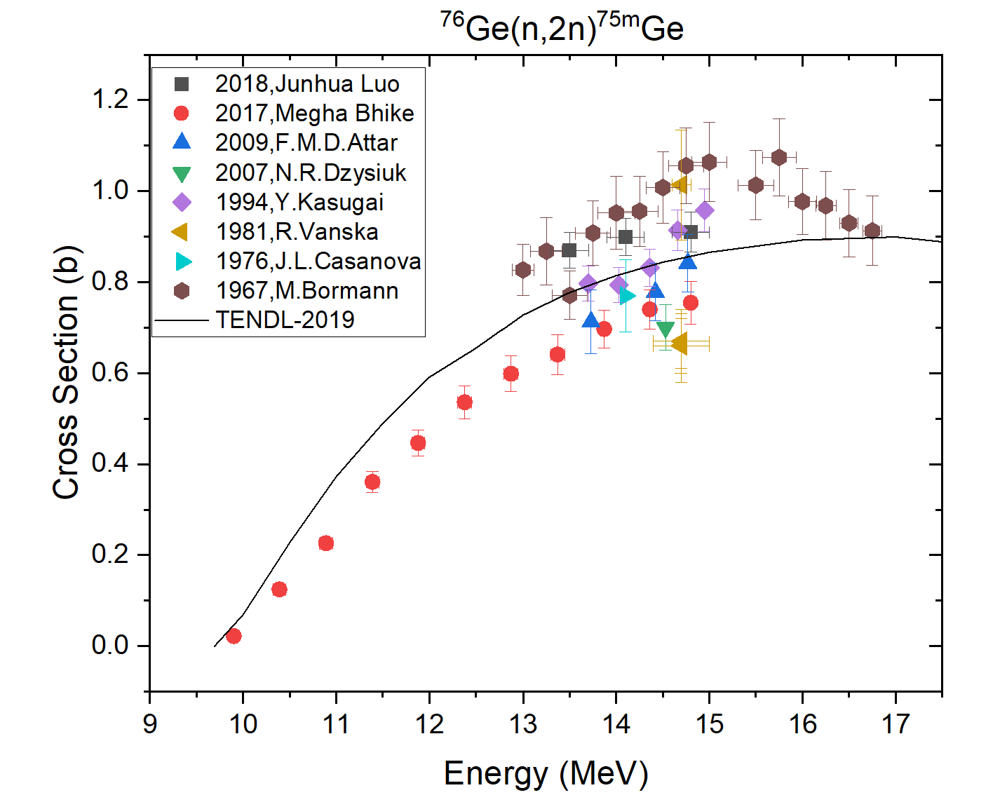 ⁷⁶Ge(n,2n)⁷⁵ᵐGe
2018,Junhua Luo
2017,Megha Bhike
2009,F.M.D.Attar
2007,N.R.Dzysiuk
1994,Y.Kasugai
1981,R.Vanska
1976,J.L.Casanova
1967,M.Bormann
TENDL-2019
Cross Section (b)
1.2
1.0
0.8
0.6
0.4
0.2
0.0
9 10 11 12 13 14 15 16 17
Energy (MeV)